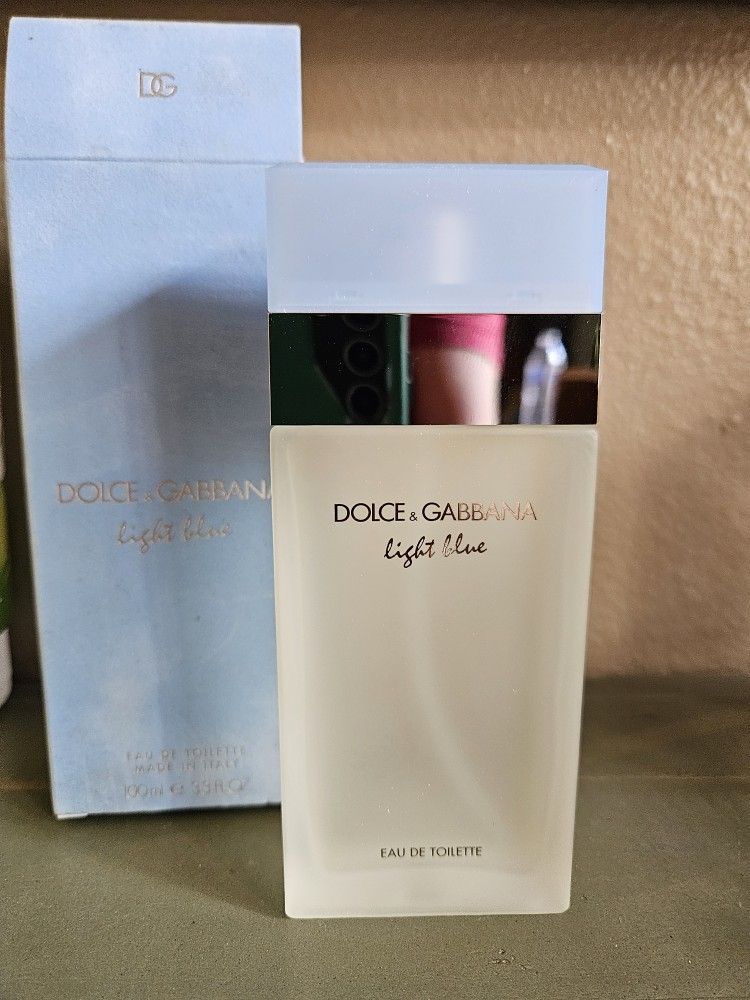 DG
DOLCE & GABBANA
light blue
EAU DE TOILETTE
MADE IN ITALY
100ml e 3.3 FL.OZ
DOLCE & GABBANA
light blue
EAU DE TOILETTE